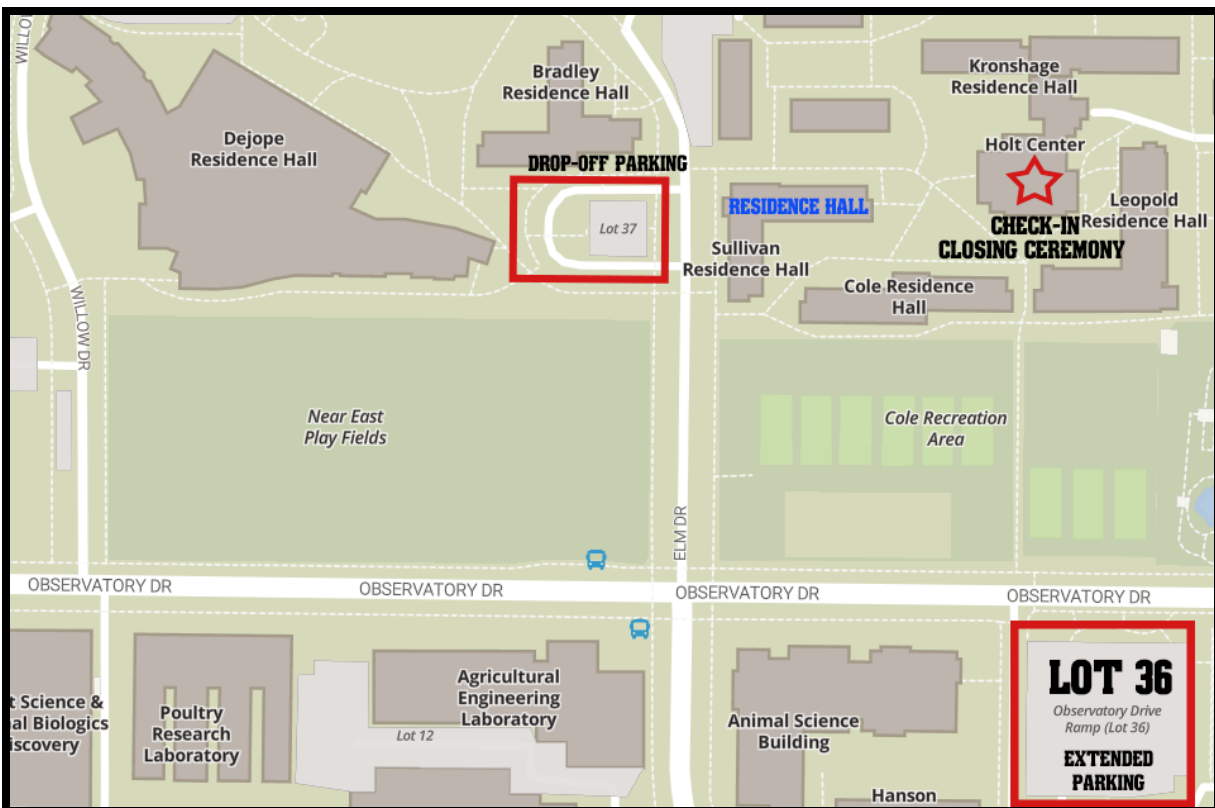 WILLO
Bradley
Residence Hall
Kronshage
Residence Hall
Dejope
Residence Hall
Holt Center
DROP-OFF PARKING
RESIDENCE HALL
Leopold
Residence Hall
Lot 37
CHECK-IN
CLOSING CEREMONY
Sullivan
Residence Hall
Cole Residence
Hall
WILLOW DR
Near East
Play Fields
Cole Recreation
Area
ELM DR
OBSERVATORY DR
OBSERVATORY DR
OBSERVATORY DR
OBSERVATORY DR
LOT 36
Observatory Drive
Ramp (Lot 36)
EXTENDED
PARKING
t Science &
al Biologics
iscovery
Poultry
Research
Laboratory
Agricultural
Engineering
Laboratory
Lot 12
Animal Science
Building
Hanson